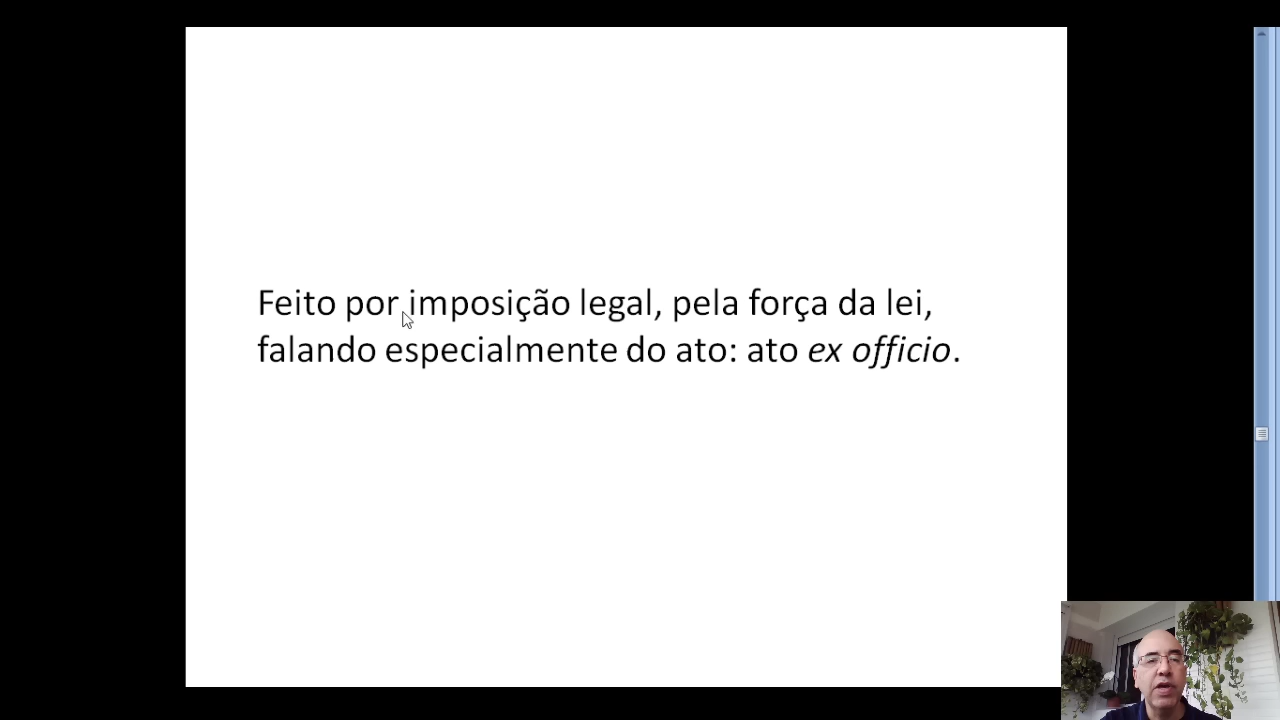 Feito por imposição legal, pela força da lei,
falando especialmente do ato: ato ex officio.